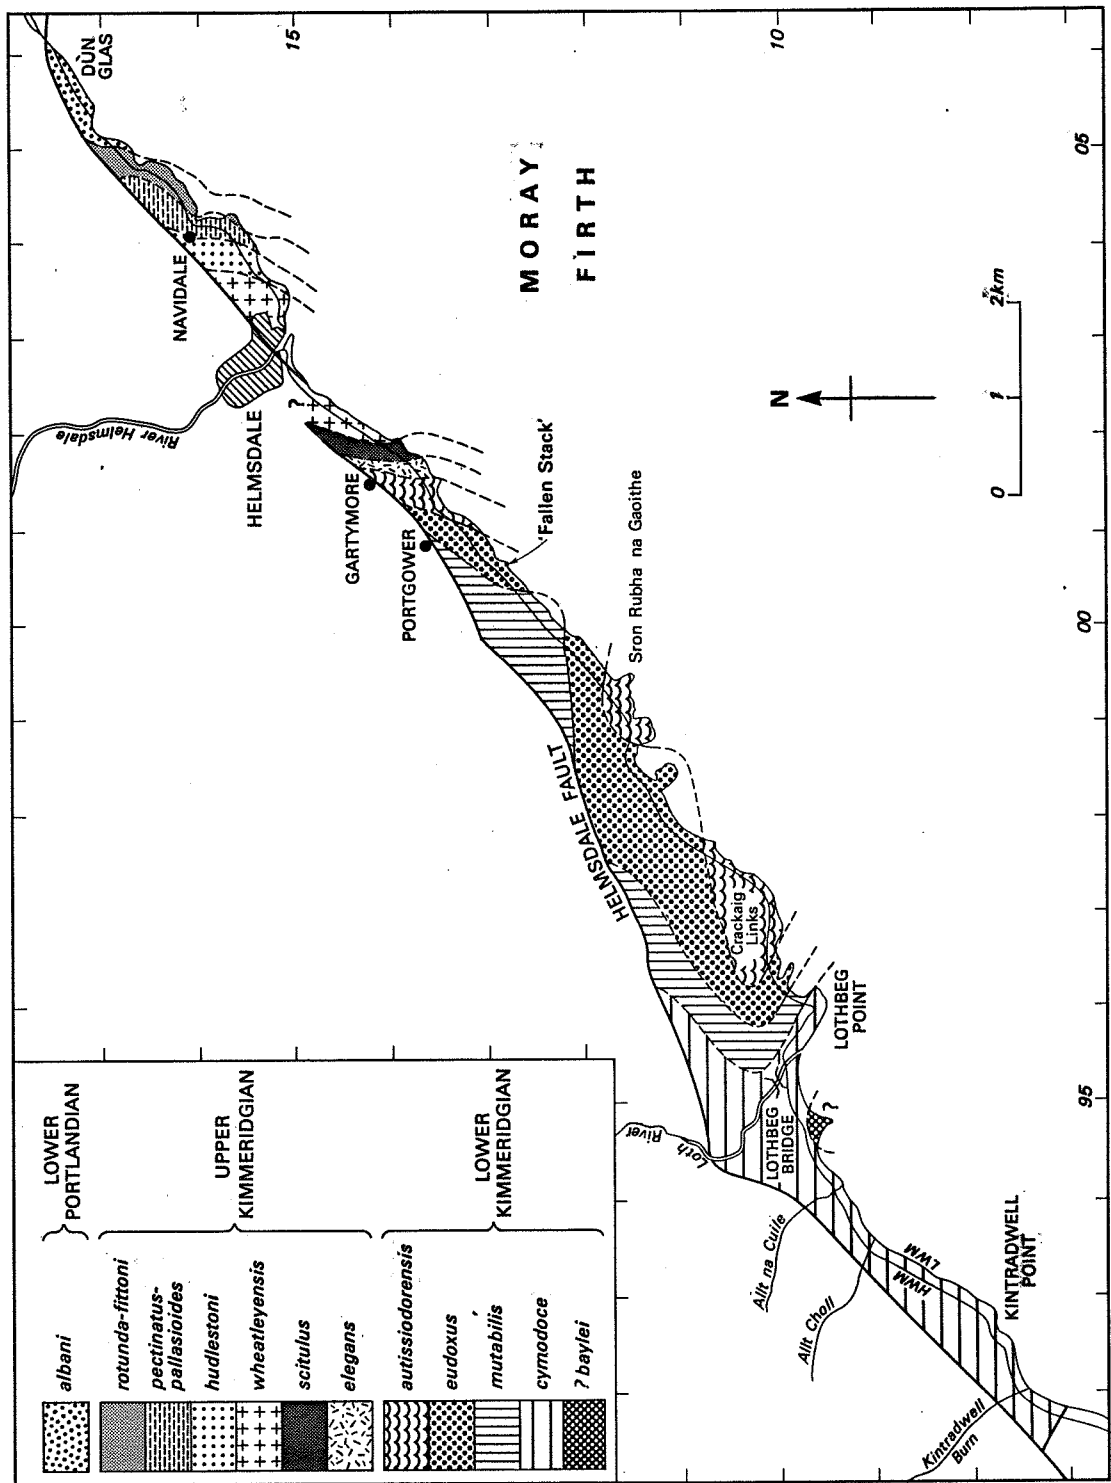 LOWER
PORTLANDIAN
albani
UPPER
KIMMERIDGIAN
rotunda-fittoni
pectinatus-
pallasioides
hudlestoni
wheatleyensis
scitulus
elegans
LOWER
KIMMERIDGIAN
autissiodorensis
eudoxus
mutabilis
cymodoce
? baylei
DÙN
GLAS
15
10
05
00
95
NAVIDALE
River Helmsdale
HELMSDALE
?
GARTYMORE
PORTGOWER
'Fallen Stack'
Sron Rubha na Gaoithe
MORAY
FIRTH
N
0 1 2km
HELMSDALE FAULT
Crackaig
Links
LOTHBEG
POINT
River
Loth
LOTHBEG
BRIDGE
?
Allt na Cuile
Allt Choll
HWM
LWM
KINTRADWELL
POINT
Kintradwell
Burn